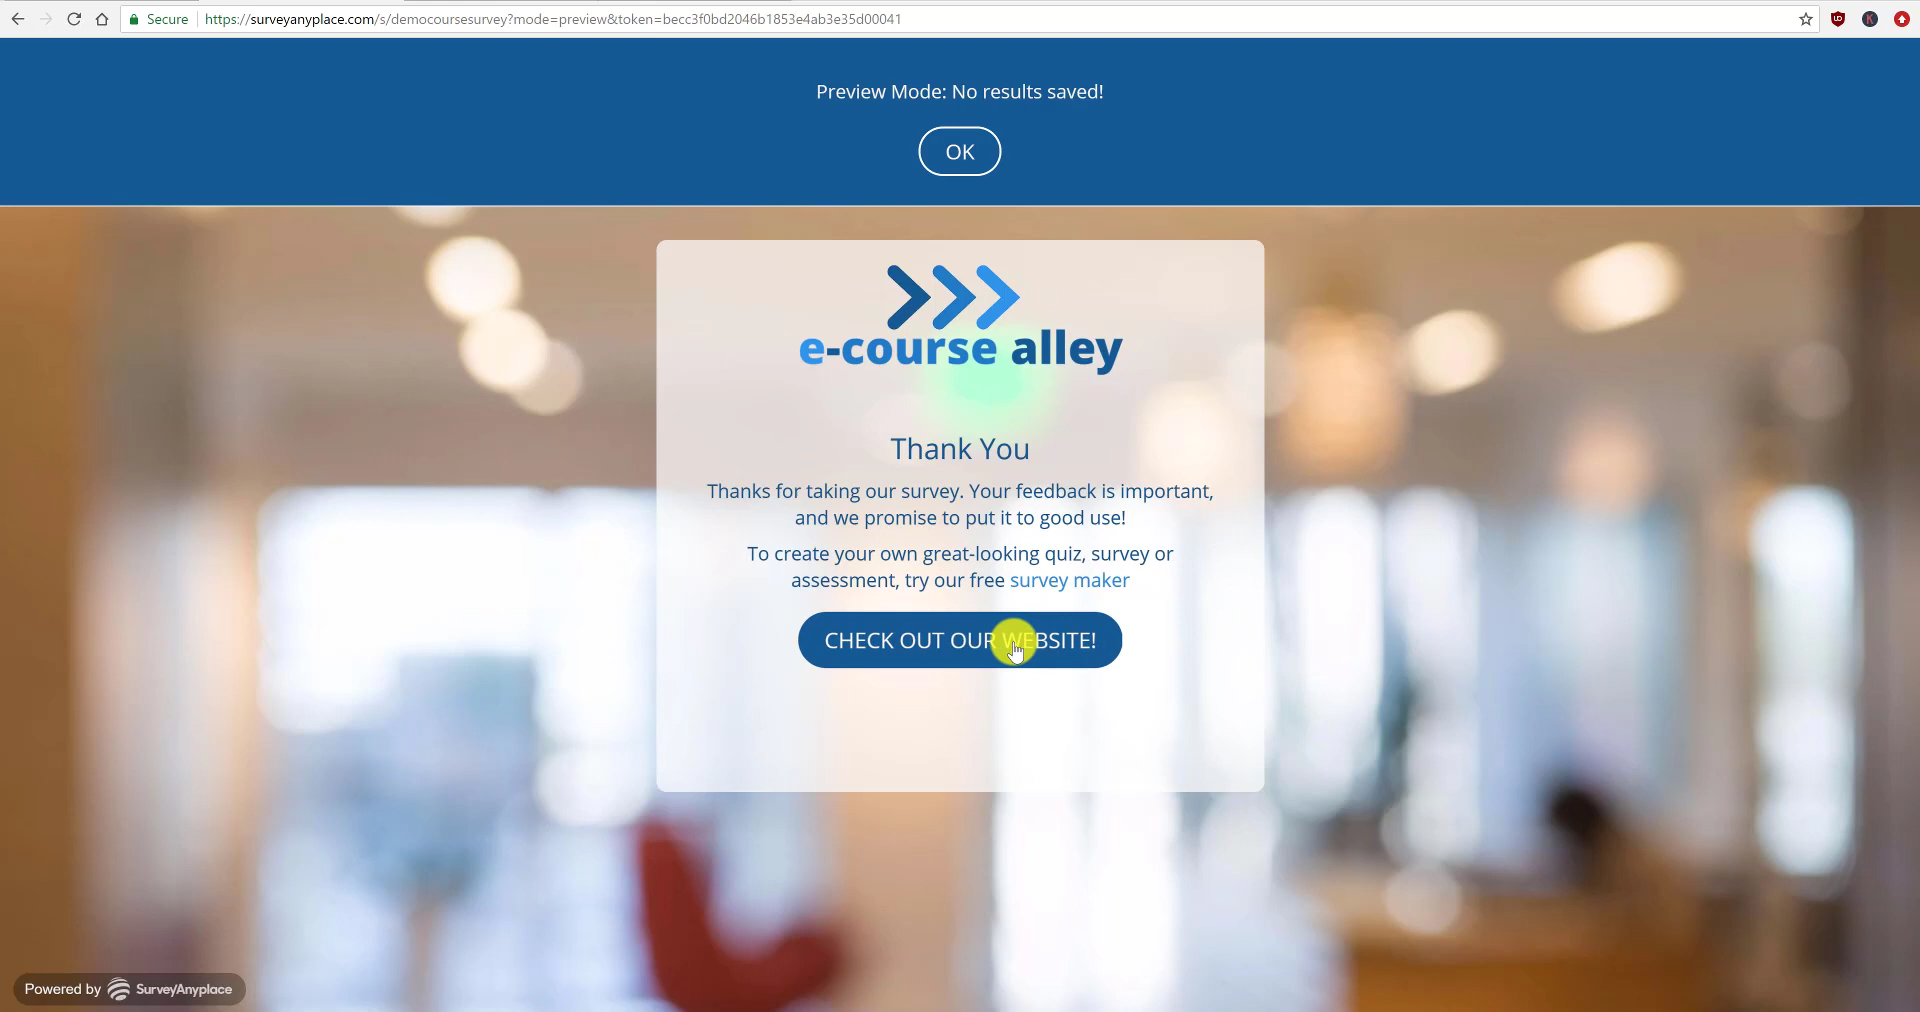 Secure
https://surveyanyplace.com/s/democoursesurvey?mode=preview&token=becc3f0bd2046b1853e4ab3e35d00041
Preview Mode: No results saved!
OK
e-course alley
Thank You
Thanks for taking our survey. Your feedback is important,
and we promise to put it to good use!
To create your own great-looking quiz, survey or
assessment, try our free survey maker
CHECK OUT OUR WEBSITE!
Powered by SurveyAnyplace